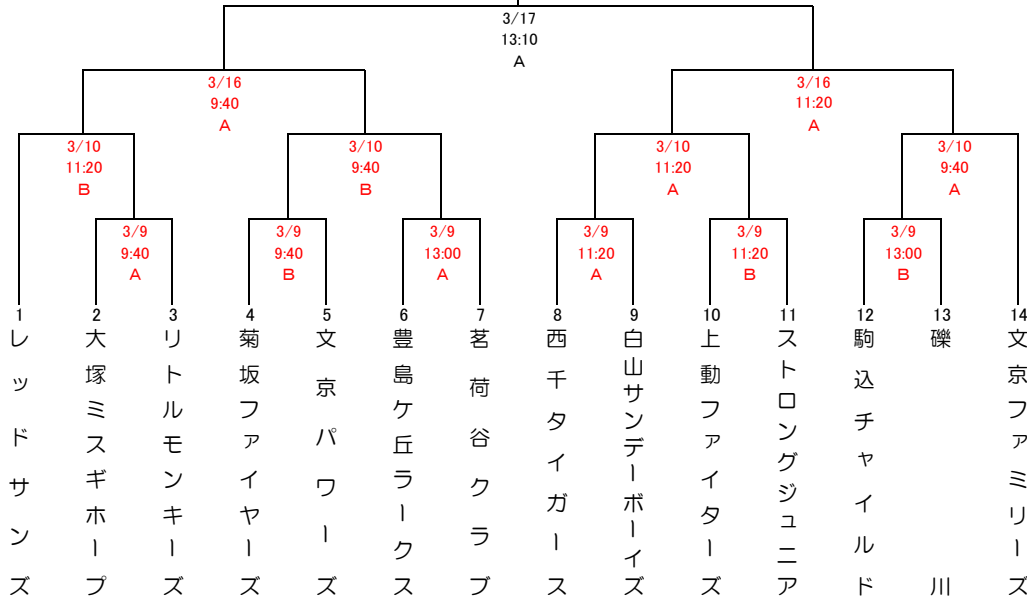 3/17
13:10
A
3/16
9:40
A
3/16
11:20
A
3/10
11:20
B
3/10
9:40
B
3/10
11:20
A
3/10
9:40
A
3/9
9:40
A
3/9
9:40
B
3/9
13:00
A
3/9
11:20
A
3/9
11:20
B
3/9
13:00
B
1
レッドサンズ
2
大塚ミスギホープ
3
リトルモンキーズ
4
菊坂ファイヤーズ
5
文京パワーズ
6
豊島ケ丘ラークス
7
茗荷谷クラブ
8
西千タイガース
9
白山サンデーボーイズ
10
上動ファイターズ
11
ストロングジュニア
12
駒込チャイルド
13
礫川
14
文京ファミリーズ